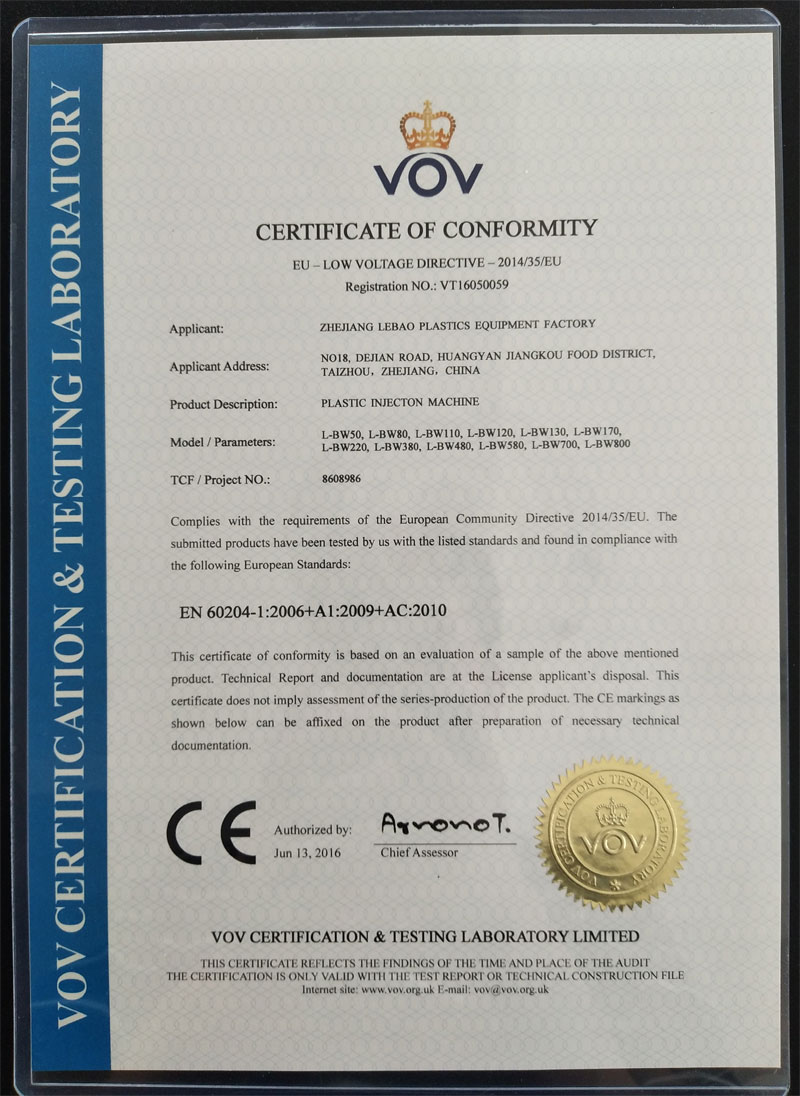 VOV CERTIFICATION & TESTING LABORATORY
VOV
CERTIFICATE OF CONFORMITY
EU – LOW VOLTAGE DIRECTIVE – 2014/35/EU
Registration NO.: VT16050059
Applicant: ZHEJIANG LEBAO PLASTICS EQUIPMENT FACTORY
Applicant Address: NO18, DEJIAN ROAD, HUANGYAN JIANGKOU FOOD DISTRICT,
TAIZHOU, ZHEJIANG, CHINA
Product Description: PLASTIC INJECTON MACHINE
Model / Parameters: L-BW50, L-BW80, L-BW110, L-BW120, L-BW130, L-BW170,
L-BW220, L-BW380, L-BW480, L-BW580, L-BW700, L-BW800
TCF / Project NO.: 8608986
Complies with the requirements of the European Community Directive 2014/35/EU. The
submitted products have been tested by us with the listed standards and found in compliance with
the following European Standards:
EN 60204-1:2006+A1:2009+AC:2010
This certificate of conformity is based on an evaluation of a sample of the above mentioned
product. Technical Report and documentation are at the License applicant's disposal. This
certificate does not imply assessment of the series-production of the product. The CE markings as
shown below can be affixed on the product after preparation of necessary technical
documentation.
CE
Authorized by:
Jun 13, 2016
Chief Assessor
VOV CERTIFICATION & TESTING LABORATORY
VOV
VOV CERTIFICATION & TESTING LABORATORY LIMITED
THIS CERTIFICATE REFLECTS THE FINDINGS OF THE TIME AND PLACE OF THE AUDIT
THE CERTIFICATION IS ONLY VALID WITH THE TEST REPORT OR TECHNICAL CONSTRUCTION FILE
Internet site: www.vov.org.uk E-mail: vov@vov.org.uk